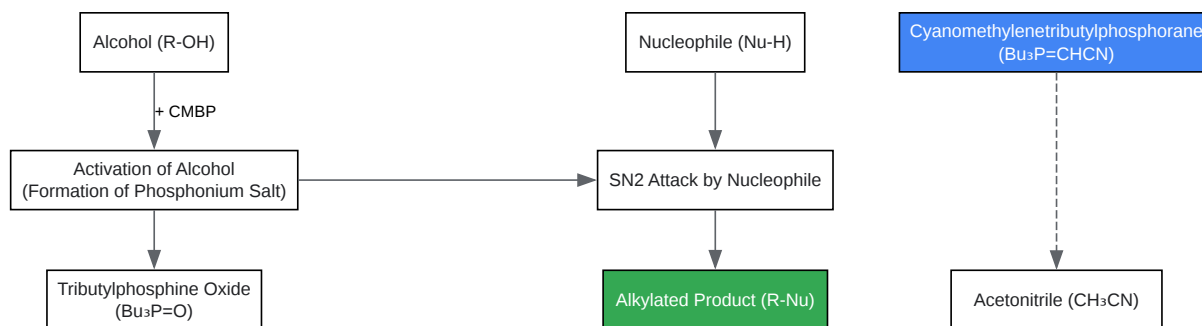 Alcohol (R-OH)
Nucleophile (Nu-H)
Cyanomethylenetributylphosphorane
(Bu₃P=CHCN)
+ CMBP
Activation of Alcohol
(Formation of Phosphonium Salt)
SN2 Attack by Nucleophile
Tributylphosphine Oxide
(Bu₃P=O)
Alkylated Product (R-Nu)
Acetonitrile (CH₃CN)